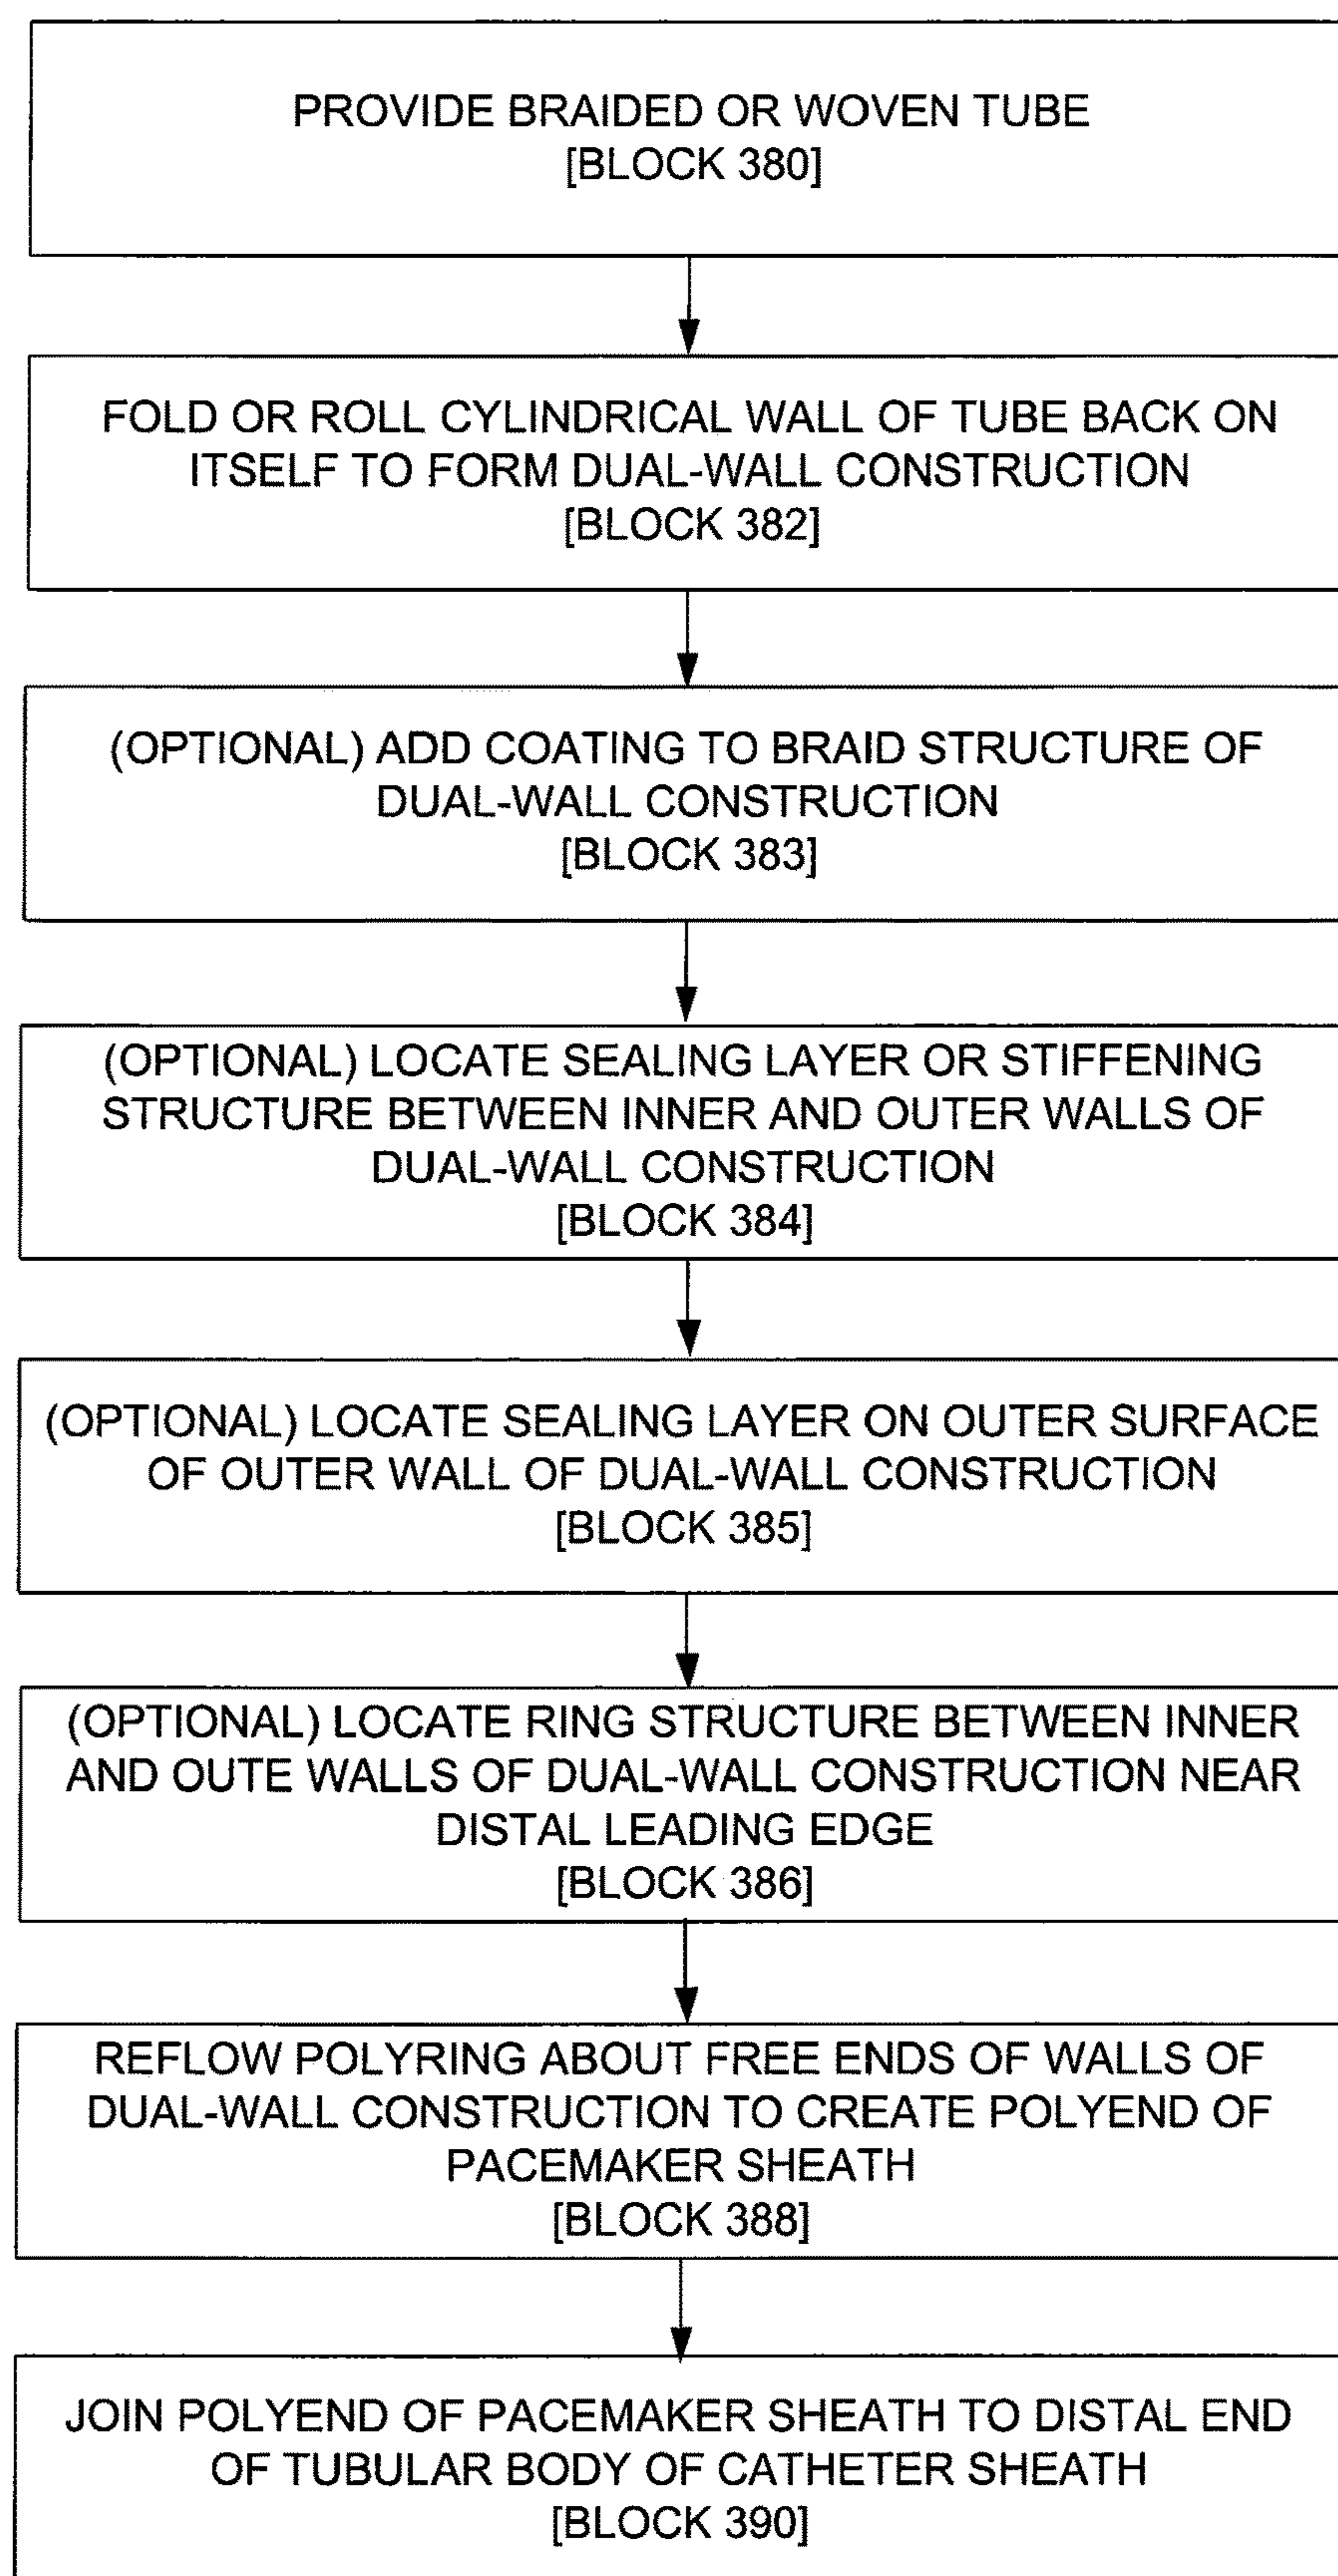 PROVIDE BRAIDED OR WOVEN TUBE
[BLOCK 380]
FOLD OR ROLL CYLINDRICAL WALL OF TUBE BACK ON
ITSELF TO FORM DUAL-WALL CONSTRUCTION
[BLOCK 382]
(OPTIONAL) ADD COATING TO BRAID STRUCTURE OF
DUAL-WALL CONSTRUCTION
[BLOCK 383]
(OPTIONAL) LOCATE SEALING LAYER OR STIFFENING
STRUCTURE BETWEEN INNER AND OUTER WALLS OF
DUAL-WALL CONSTRUCTION
[BLOCK 384]
(OPTIONAL) LOCATE SEALING LAYER ON OUTER SURFACE
OF OUTER WALL OF DUAL-WALL CONSTRUCTION
[BLOCK 385]
(OPTIONAL) LOCATE RING STRUCTURE BETWEEN INNER
AND OUTE WALLS OF DUAL-WALL CONSTRUCTION NEAR
DISTAL LEADING EDGE
[BLOCK 386]
REFLOW POLYRING ABOUT FREE ENDS OF WALLS OF
DUAL-WALL CONSTRUCTION TO CREATE POLYEND OF
PACEMAKER SHEATH
[BLOCK 388]
JOIN POLYEND OF PACEMAKER SHEATH TO DISTAL END
OF TUBULAR BODY OF CATHETER SHEATH
[BLOCK 390]